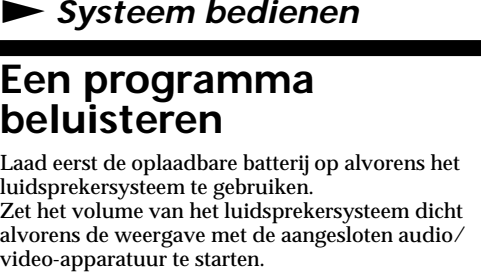 Systeem bedienen
Een programma
beluisteren
Laad eerst de oplaadbare batterij op alvorens het
luidsprekersysteem te gebruiken.
Zet het volume van het luidsprekersysteem dicht
alvorens de weergave met de aangesloten audio/
video-apparatuur te starten.